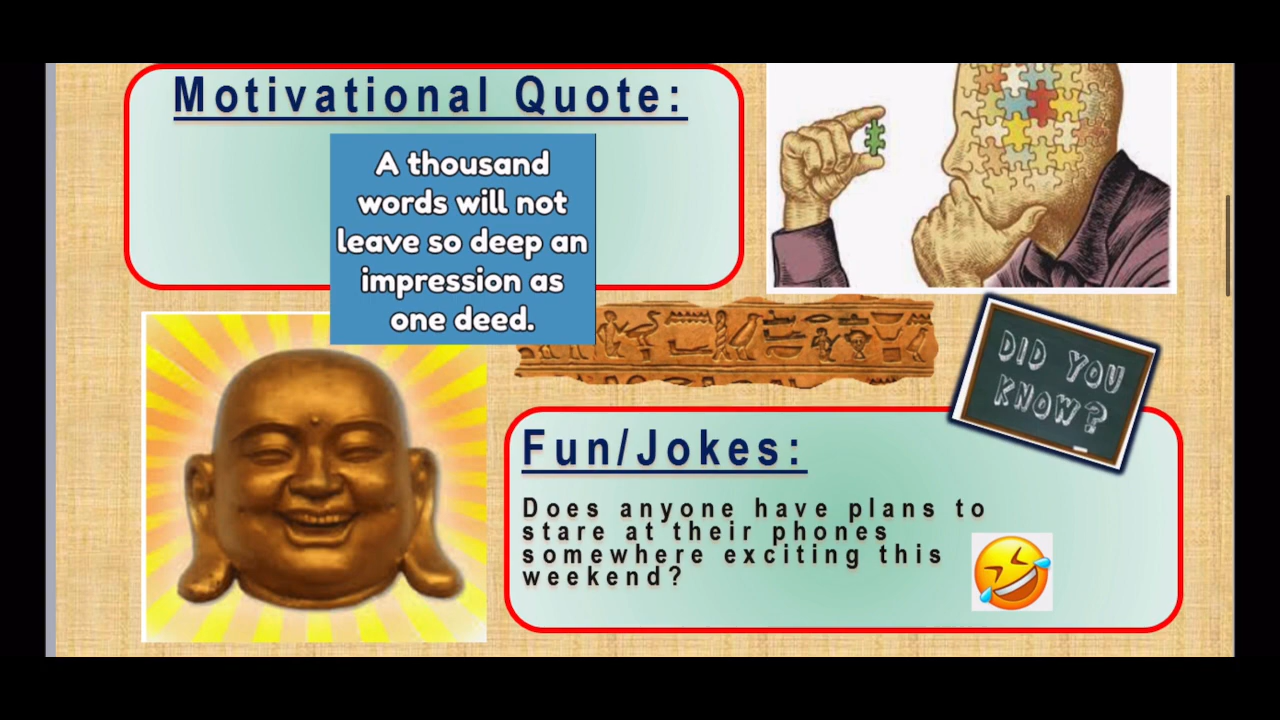 Motivational Quote:
A thousand
words will not
leave so deep an
impression as
one deed.
DID YOU
KNOW?
Fun/Jokes:
Does anyone have plans to
stare at their phones
somewhere exciting this
weekend?